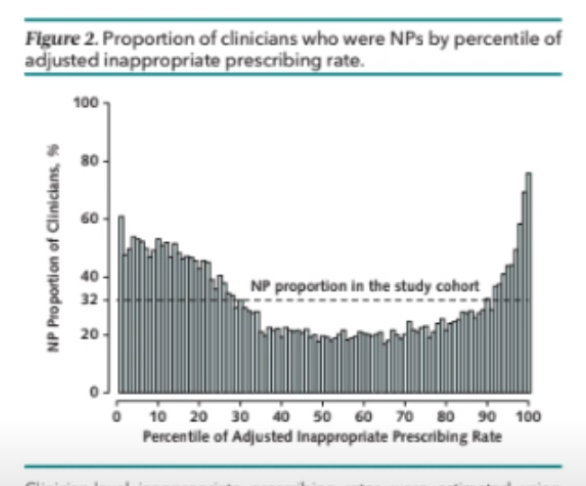 Figure 2. Proportion of clinicians who were NPs by percentile of
adjusted inappropriate prescribing rate.
100
80
60
40
32
20
0
NP Proportion of Clinicians, %
NP proportion in the study cohort
0 10 20 30 40 50 60 70 80 90 100
Percentile of Adjusted Inappropriate Prescribing Rate